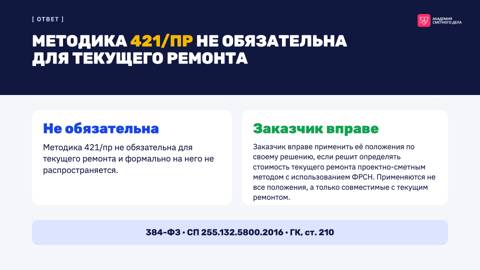 [ ОТВЕТ ]
АКАДЕМИЯ
СМЕТНОГО ДЕЛА
МЕТОДИКА 421/ПР НЕ ОБЯЗАТЕЛЬНА
ДЛЯ ТЕКУЩЕГО РЕМОНТА
Не обязательна
Методика 421/пр не обязательна для
текущего ремонта и формально на него не
распространяется.
Заказчик вправе
Заказчик вправе применить её положения по
своему решению, если решит определять
стоимость текущего ремонта проектно-сметным
методом с использованием ФРСН. Применяются не
все положения, а только совместимые с текущим
ремонтом.
384-ФЗ • СП 255.132.5800.2016 • ГК, ст. 210